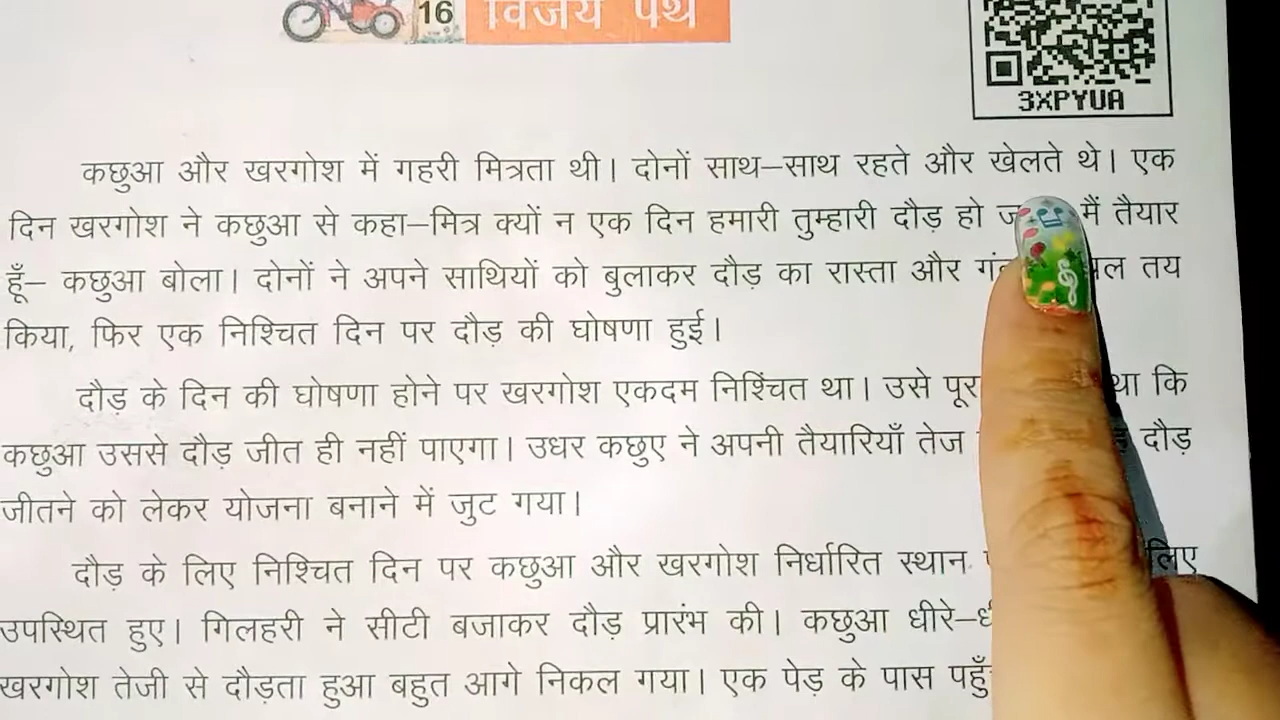 16 विजय पथ
3XPYUA
कछुआ और खरगोश में गहरी मित्रता थी। दोनों साथ–साथ रहते और खेलते थे। एक
दिन खरगोश ने कछुआ से कहा–मित्र क्यों न एक दिन हमारी तुम्हारी दौड़ हो मैं तैयार
हूँ– कछुआ बोला। दोनों ने अपने साथियों को बुलाकर दौड़ का रास्ता और तय
किया, फिर एक निश्चित दिन पर दौड़ की घोषणा हुई।
दौड़ के दिन की घोषणा होने पर खरगोश एकदम निश्चिंत था। उसे था कि
कछुआ उससे दौड़ जीत ही नहीं पाएगा। उधर कछुए ने अपनी तैयारियाँ तेज दौड़
जीतने को लेकर योजना बनाने में जुट गया।
दौड़ के लिए निश्चित दिन पर कछुआ और खरगोश निर्धारित स्थान लिए
उपस्थित हुए। गिलहरी ने सीटी बजाकर दौड़ प्रारंभ की। कछुआ
खरगोश तेजी से दौड़ता हुआ बहुत आगे निकल गया। एक पेड़ के पास